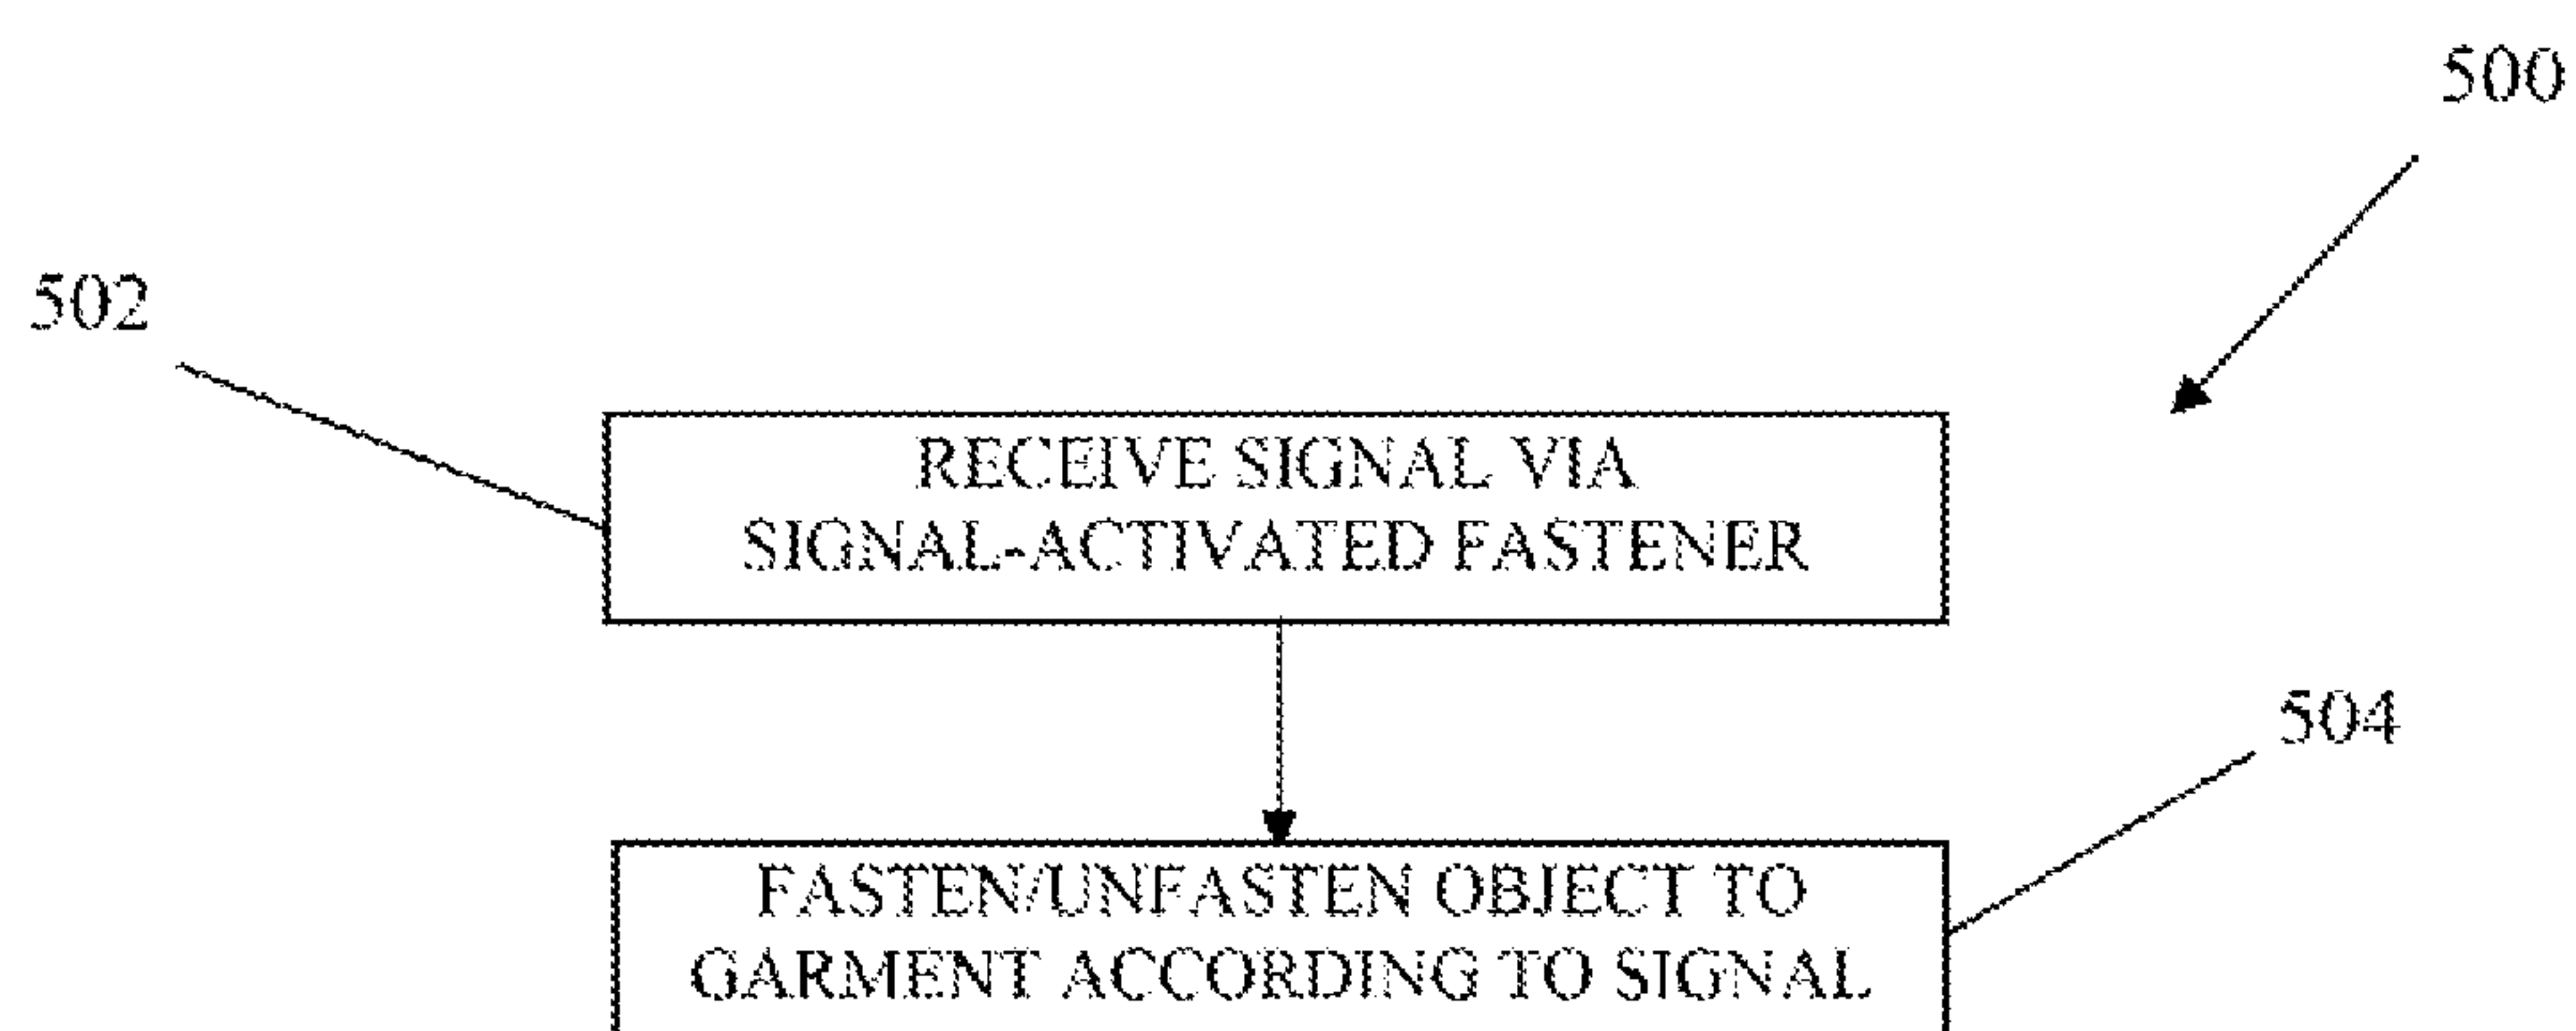 500
502
RECEIVE SIGNAL VIA
SIGNAL-ACTIVATED FASTENER
504
FASTEN/UNFASTEN OBJECT TO
GARMENT ACCORDING TO SIGNAL